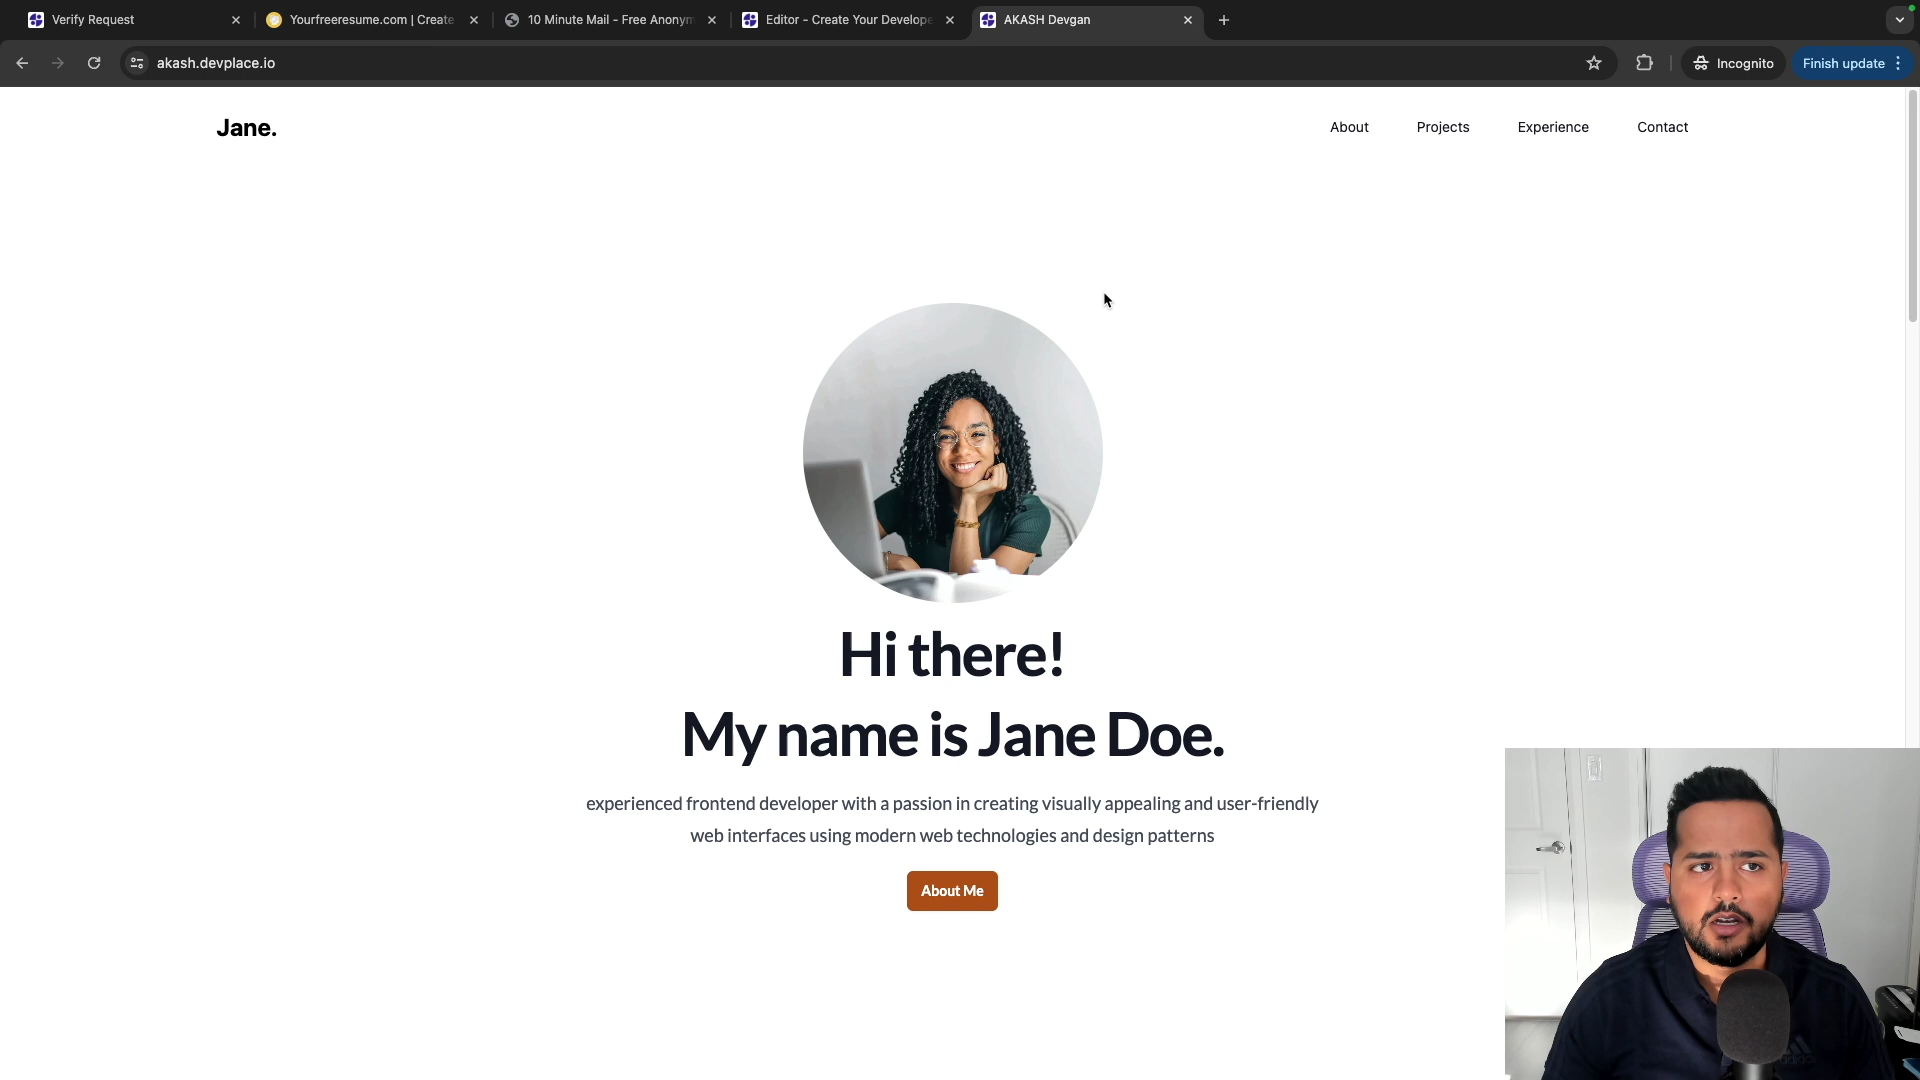 Verify Request
Yourfreeresume.com | Create
10 Minute Mail - Free Anonym
Editor - Create Your Develope
AKASH Devgan
akash.devplace.io
Incognito
Finish update
Jane.
About
Projects
Experience
Contact
Hi there!
My name is Jane Doe.
experienced frontend developer with a passion in creating visually appealing and user-friendly
web interfaces using modern web technologies and design patterns
About Me